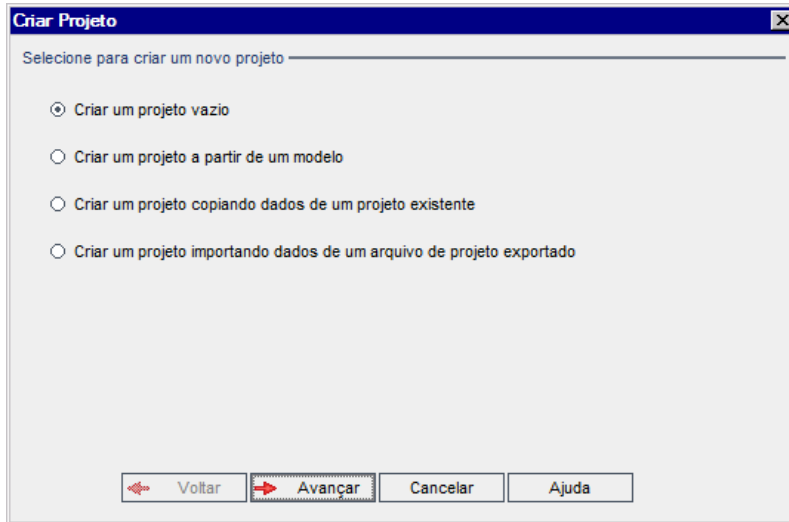 Criar Projeto
Selecione para criar um novo projeto
Criar um projeto vazio
Criar um projeto a partir de um modelo
Criar um projeto copiando dados de um projeto existente
Criar um projeto importando dados de um arquivo de projeto exportado
Voltar Avançar Cancelar Ajuda